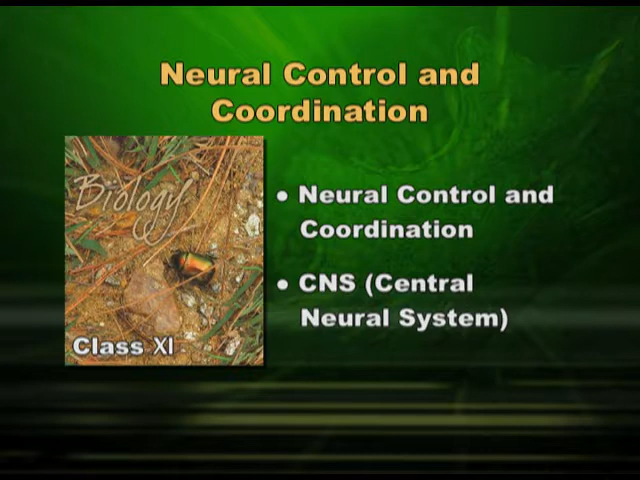 Neural Control and
Coordination
Biology
Class XI
● Neural Control and
Coordination
● CNS (Central
Neural System)